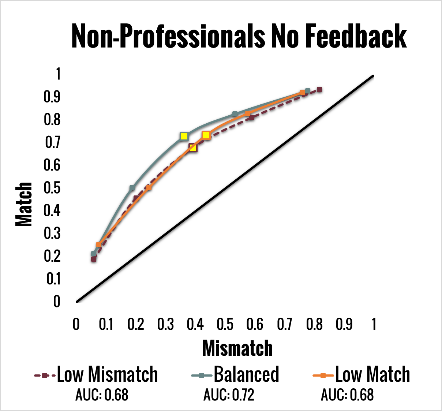 Non-Professionals No Feedback
1
0.9
0.8
0.7
0.6
0.5
0.4
0.3
0.2
0.1
0
Match
0 0.1 0.2 0.3 0.4 0.5 0.6 0.7 0.8 0.9 1
Mismatch
Low Mismatch Balanced Low Match
AUC: 0.68 AUC: 0.72 AUC: 0.68